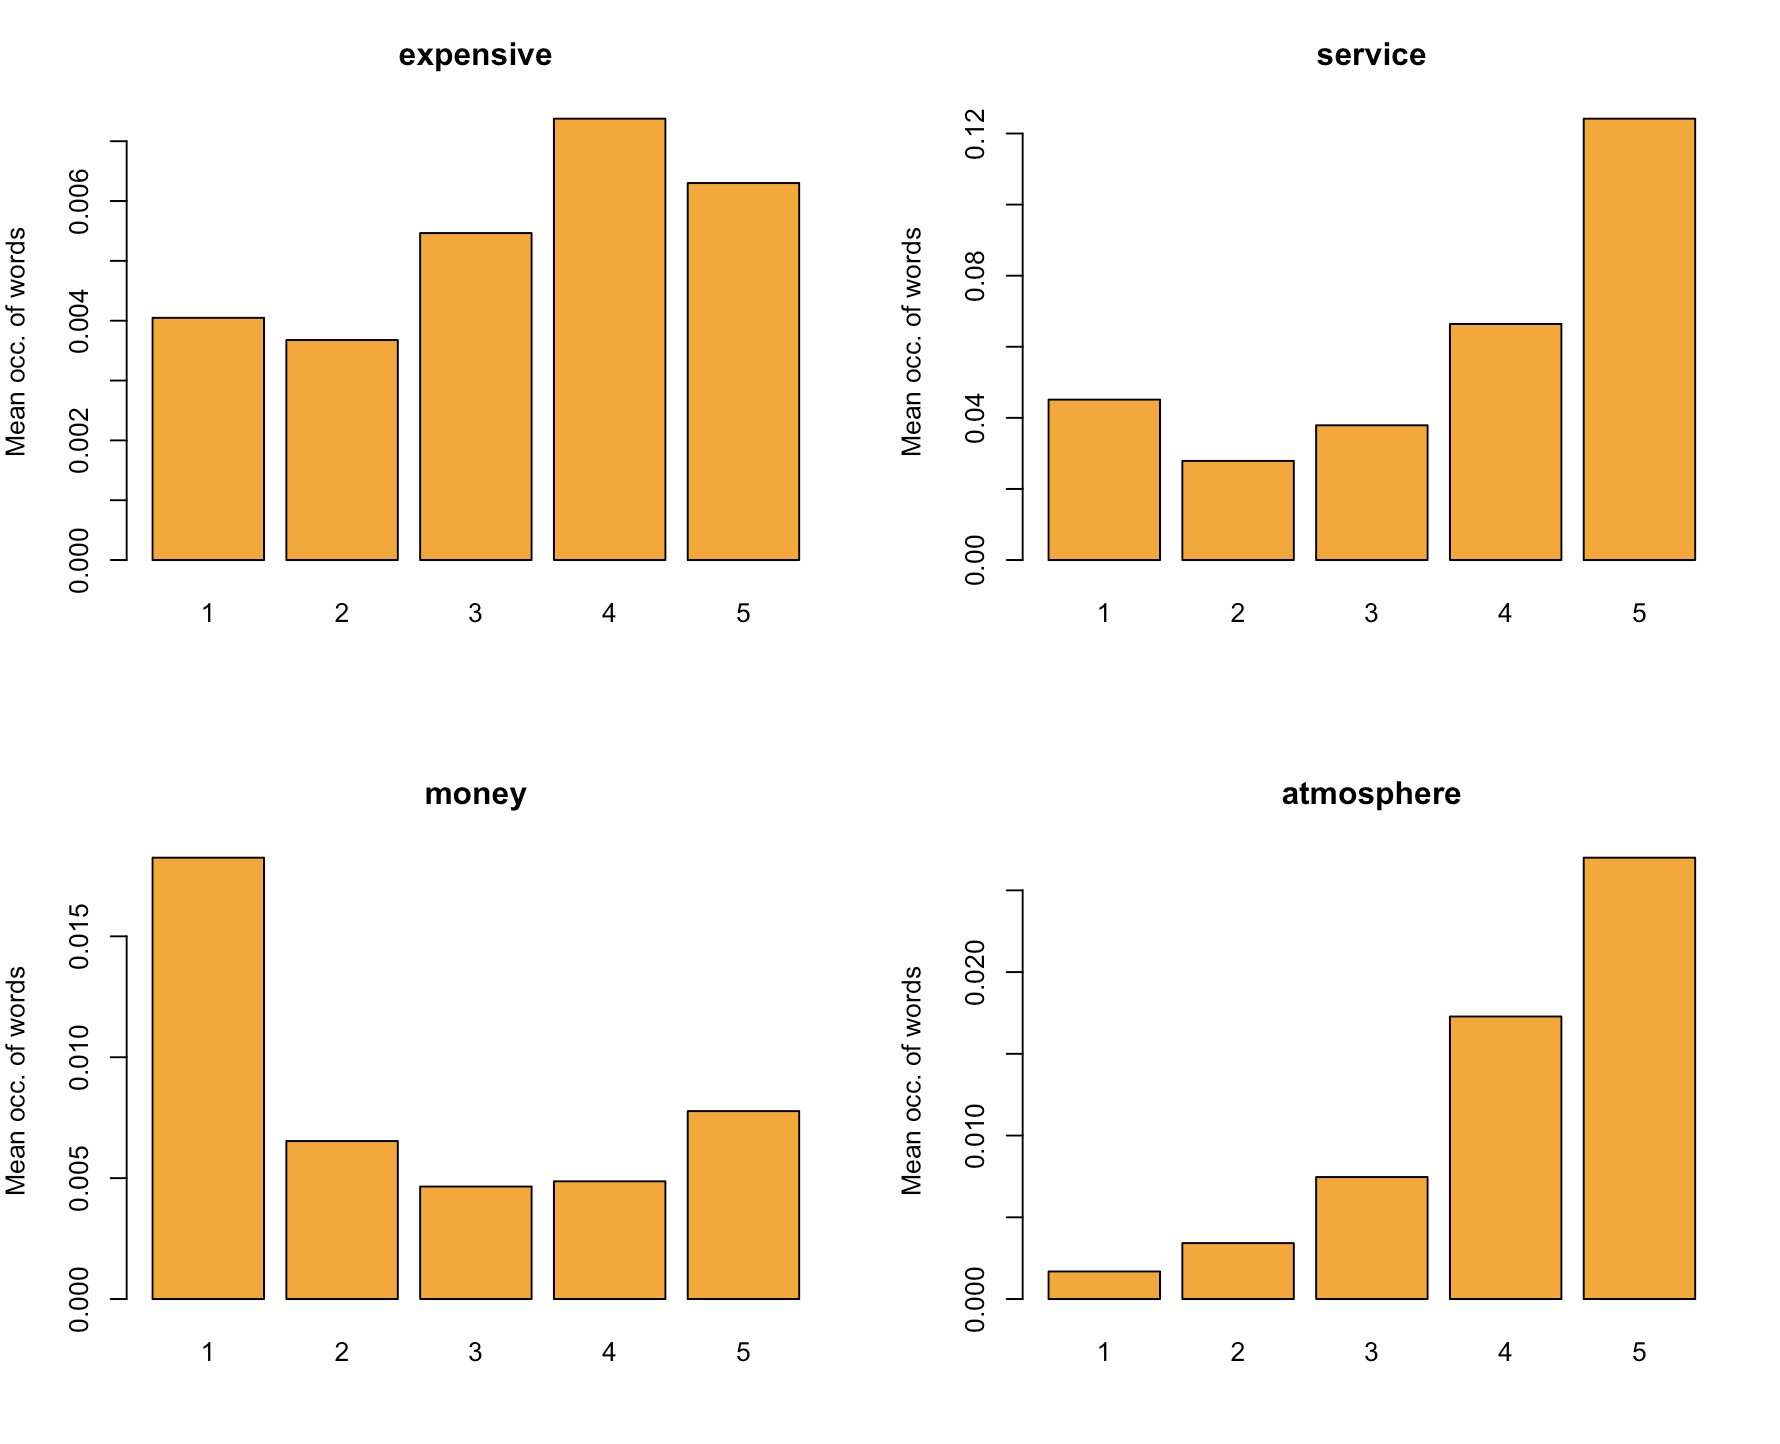 expensive
Mean occ. of words
0.000 0.002 0.004 0.006
1 2 3 4 5
service
Mean occ. of words
0.00 0.04 0.08 0.12
1 2 3 4 5
money
Mean occ. of words
0.000 0.005 0.010 0.015
1 2 3 4 5
atmosphere
Mean occ. of words
0.000 0.010 0.020
1 2 3 4 5